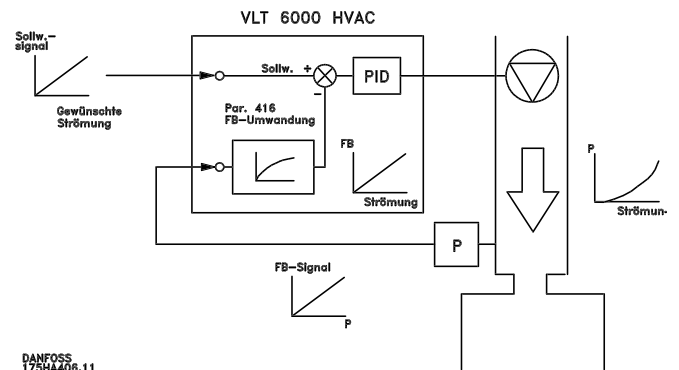 VLT 6000 HVAC
Sollw.-
signal
Sollw. +
PID
-
Gewünschte
Strömung
Par. 416
FB-Umwandung
FB
Strömung
P
Strömun-
P
FB-Signal
P
DANFOSS
175HA406.11